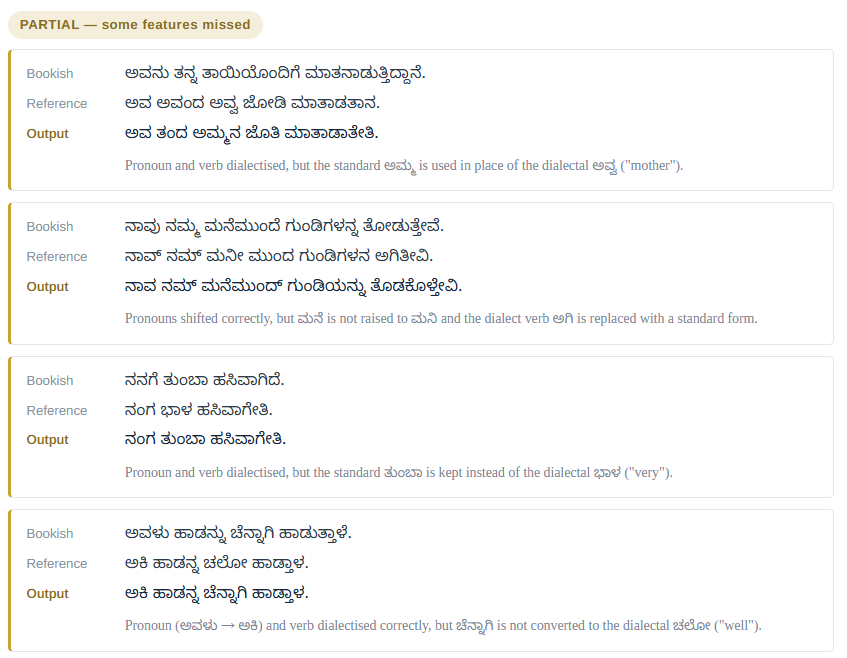 PARTIAL — some features missed
Bookish ಅವನು ತನ್ನ ತಾಯಿಯೊಂದಿಗೆ ಮಾತನಾಡುತ್ತಿದ್ದಾನೆ.
Reference ಅವ ಅವಂದ ಅವ್ವ ಜೋಡಿ ಮಾತಾಡತಾನ.
Output ಅವ ತಂದ ಅಮ್ಮನ ಜೊತಿ ಮಾತಾಡಾತೇತಿ.
Pronoun and verb dialectised, but the standard ಅಮ್ಮ is used in place of the dialectal ಅವ್ವ ("mother").
Bookish ನಾವು ನಮ್ಮ ಮನೆಮುಂದೆ ಗುಂಡಿಗಳನ್ನ ತೋಡುತ್ತೇವೆ.
Reference ನಾವ್ ನಮ್ ಮನೀ ಮುಂದ ಗುಂಡಿಗಳನ ಅಗಿತೀವಿ.
Output ನಾವ ನಮ್ ಮನೆಮುಂದ್ ಗುಂಡಿಯನ್ನು ತೊಡಕೊಳ್ತೇವಿ.
Pronouns shifted correctly, but ಮನೆ is not raised to ಮನಿ and the dialect verb ಅಗಿ is replaced with a standard form.
Bookish ನನಗೆ ತುಂಬಾ ಹಸಿವಾಗಿದೆ.
Reference ನಂಗ ಭಾಳ ಹಸಿವಾಗೇತಿ.
Output ನಂಗ ತುಂಬಾ ಹಸಿವಾಗೇತಿ.
Pronoun and verb dialectised, but the standard ತುಂಬಾ is kept instead of the dialectal ಭಾಳ ("very").
Bookish ಅವಳು ಹಾಡನ್ನು ಚೆನ್ನಾಗಿ ಹಾಡುತ್ತಾಳೆ.
Reference ಅಕಿ ಹಾಡನ್ನ ಚಲೋ ಹಾಡ್ತಾಳ.
Output ಅಕಿ ಹಾಡನ್ನ ಚೆನ್ನಾಗಿ ಹಾಡ್ತಾಳ.
Pronoun (ಅವಳು → ಅಕಿ) and verb dialectised correctly, but ಚೆನ್ನಾಗಿ is not converted to the dialectal ಚಲೋ ("well").